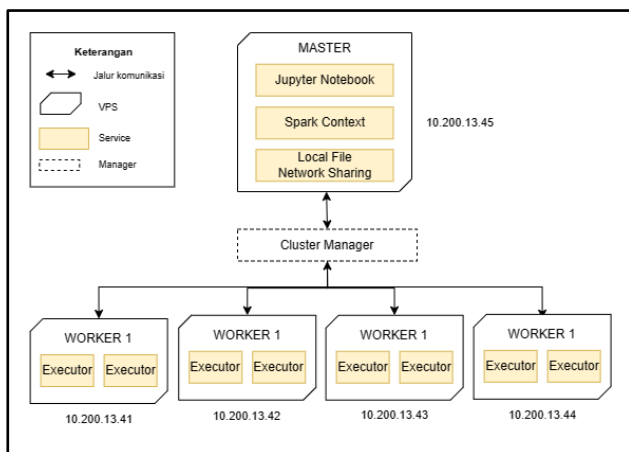 Keterangan
Jalur komunikasi
VPS
Service
Manager
MASTER
Jupyter Notebook
Spark Context
Local File
Network Sharing
10.200.13.45
Cluster Manager
WORKER 1
Executor
Executor
10.200.13.41
WORKER 1
Executor
Executor
10.200.13.42
WORKER 1
Executor
Executor
10.200.13.43
WORKER 1
Executor
Executor
10.200.13.44